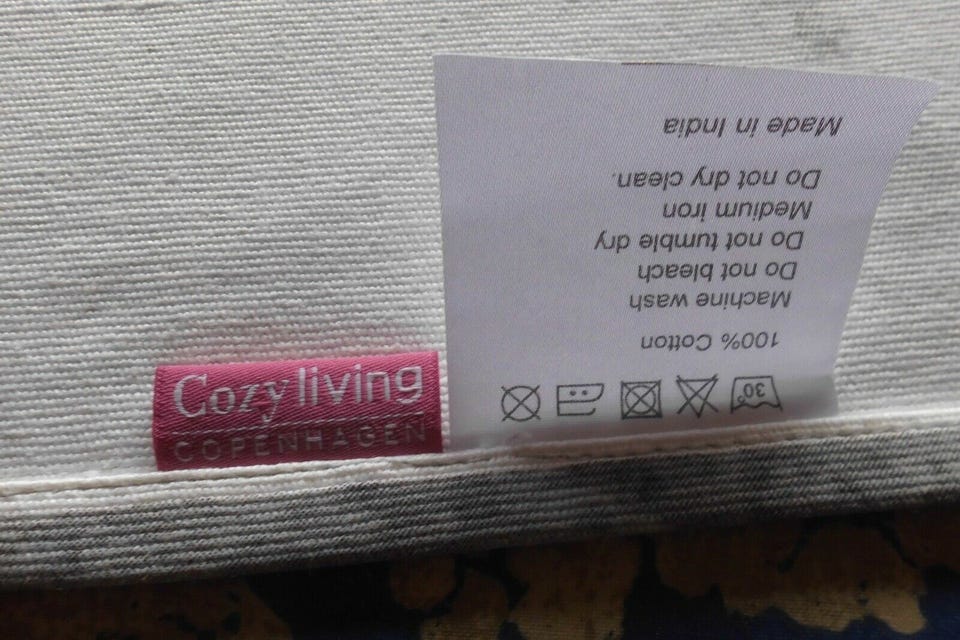 Cozy living
COPENHAGEN
30°
100% Cotton
Machine wash
Do not bleach
Do not tumble dry
Medium iron
Do not dry clean.
Made in India